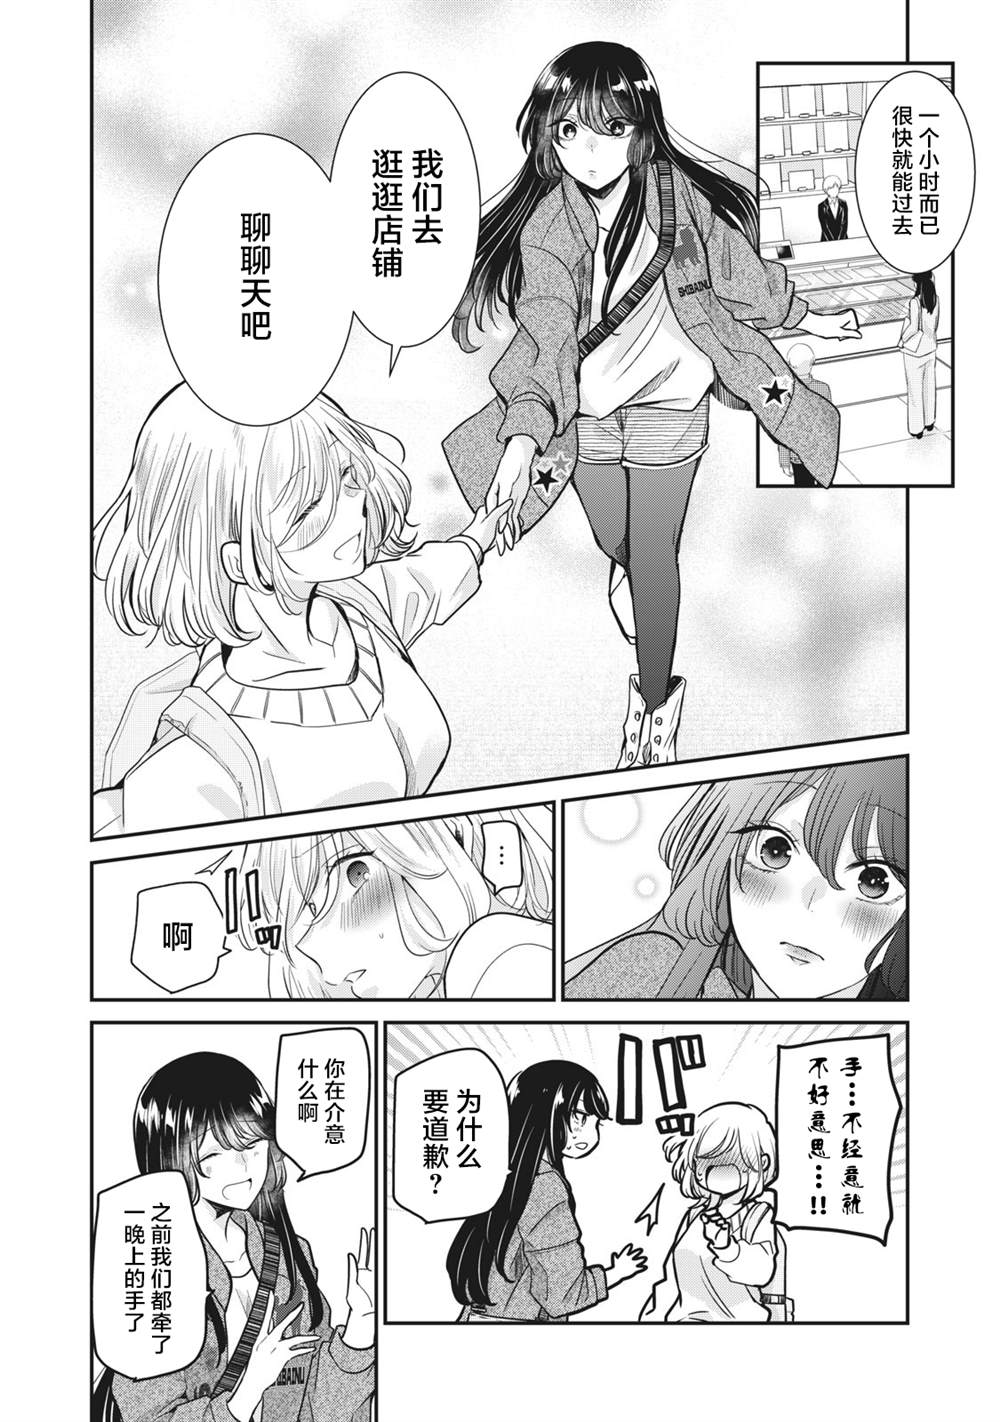 一个小时而已
很快就能过去
我们去
逛逛店铺
聊聊天吧
SHIBAINU
…
啊
手…不经意就
不好意思…!!
为什么
要道歉?
你在介意
什么啊
之前我们都牵了
一晚上的手了
SHIBAINU